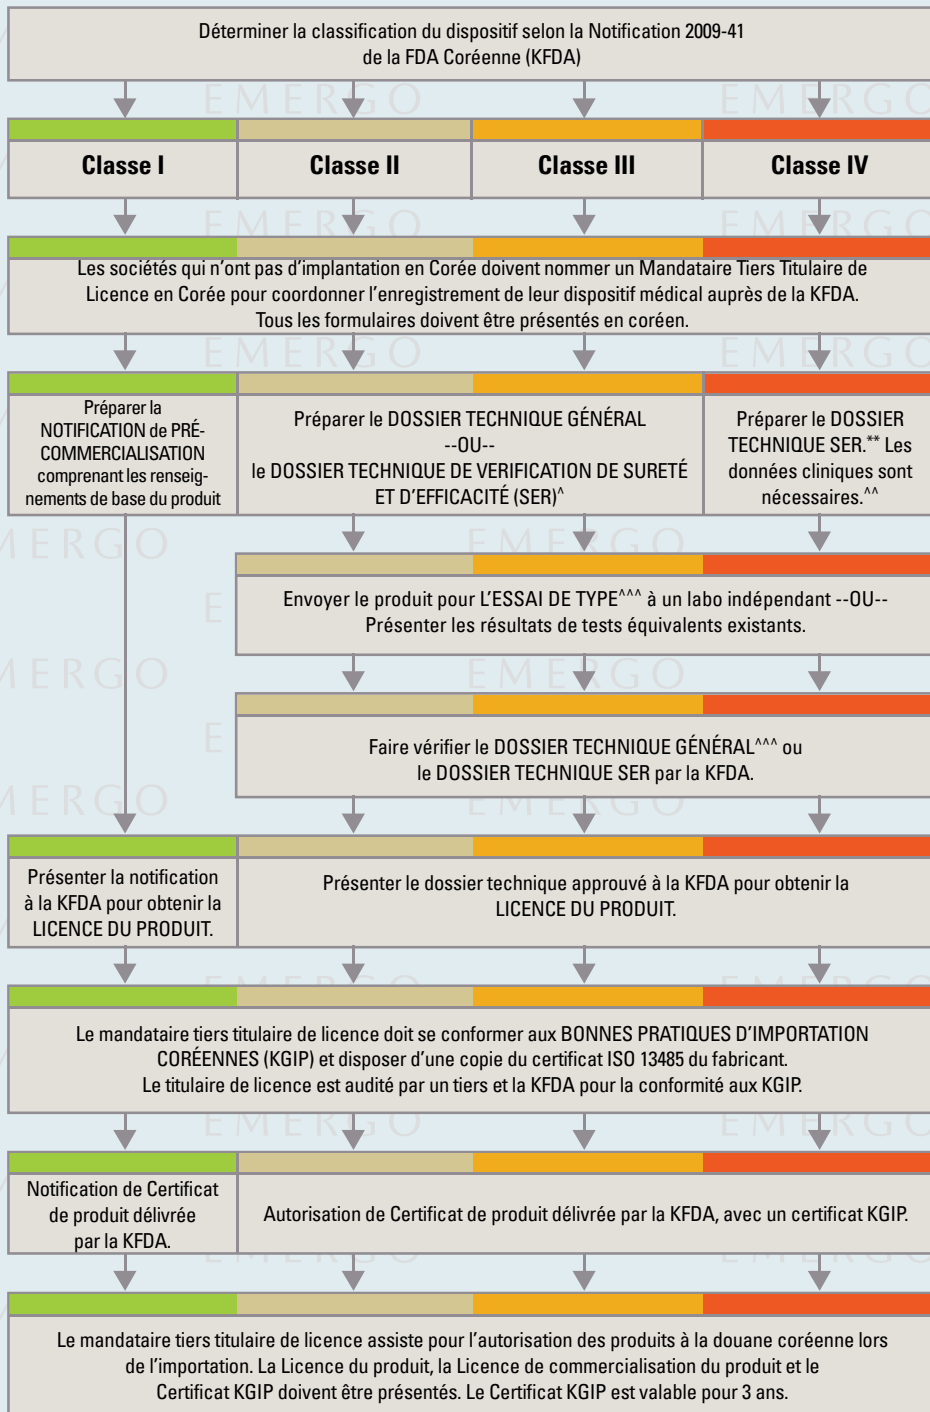 Déterminer la classification du dispositif selon la Notification 2009-41
de la FDA Coréenne (KFDA)
Classe I
Classe II
Classe III
Classe IV
Les sociétés qui n'ont pas d'implantation en Corée doivent nommer un Mandataire Tiers Titulaire de
Licence en Corée pour coordonner l'enregistrement de leur dispositif médical auprès de la KFDA.
Tous les formulaires doivent être présentés en coréen.
Préparer la
NOTIFICATION de PRÉ-
COMMERCIALISATION
comprenant les renseig-
nements de base du produit
Préparer le DOSSIER TECHNIQUE GÉNÉRAL
--OU--
le DOSSIER TECHNIQUE DE VERIFICATION DE SURETÉ
ET D'EFFICACITÉ (SER)^
Préparer le DOSSIER
TECHNIQUE SER.** Les
données cliniques sont
nécessaires.^^
Envoyer le produit pour L'ESSAI DE TYPE^^^ à un labo indépendant --OU--
Présenter les résultats de tests équivalents existants.
Faire vérifier le DOSSIER TECHNIQUE GÉNÉRAL^^^ ou
le DOSSIER TECHNIQUE SER par la KFDA.
Présenter la notification
à la KFDA pour obtenir la
LICENCE DU PRODUIT.
Présenter le dossier technique approuvé à la KFDA pour obtenir la
LICENCE DU PRODUIT.
Le mandataire tiers titulaire de licence doit se conformer aux BONNES PRATIQUES D'IMPORTATION
CORÉENNES (KGIP) et disposer d'une copie du certificat ISO 13485 du fabricant.
Le titulaire de licence est audité par un tiers et la KFDA pour la conformité aux KGIP.
Notification de Certificat
de produit délivrée
par la KFDA.
Autorisation de Certificat de produit délivrée par la KFDA, avec un certificat KGIP.
Le mandataire tiers titulaire de licence assiste pour l'autorisation des produits à la douane coréenne lors
de l'importation. La Licence du produit, la Licence de commercialisation du produit et le
Certificat KGIP doivent être présentés. Le Certificat KGIP est valable pour 3 ans.
EMERGO